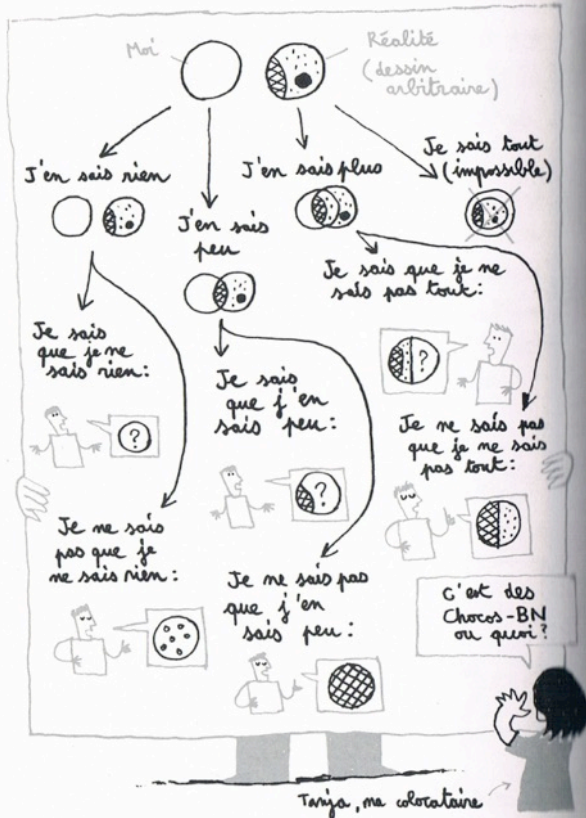 Moi
Réalité
(dessin
arbitraire)
J'en sais rien
J'en sais
peu
J'en sais plus
Je sais tout
(impossible)
Je sais
que je ne
sais rien :
?
Je ne sais
pas que je
ne sais rien :
Je sais
que j'en
sais peu :
?
Je ne sais pas
que j'en
sais peu :
Je sais que je ne
sais pas tout :
?
Je ne sais pas
que je ne sais
pas tout :
C'est des
Chocos-BN
ou quoi ?
Tanja, ma colocataire